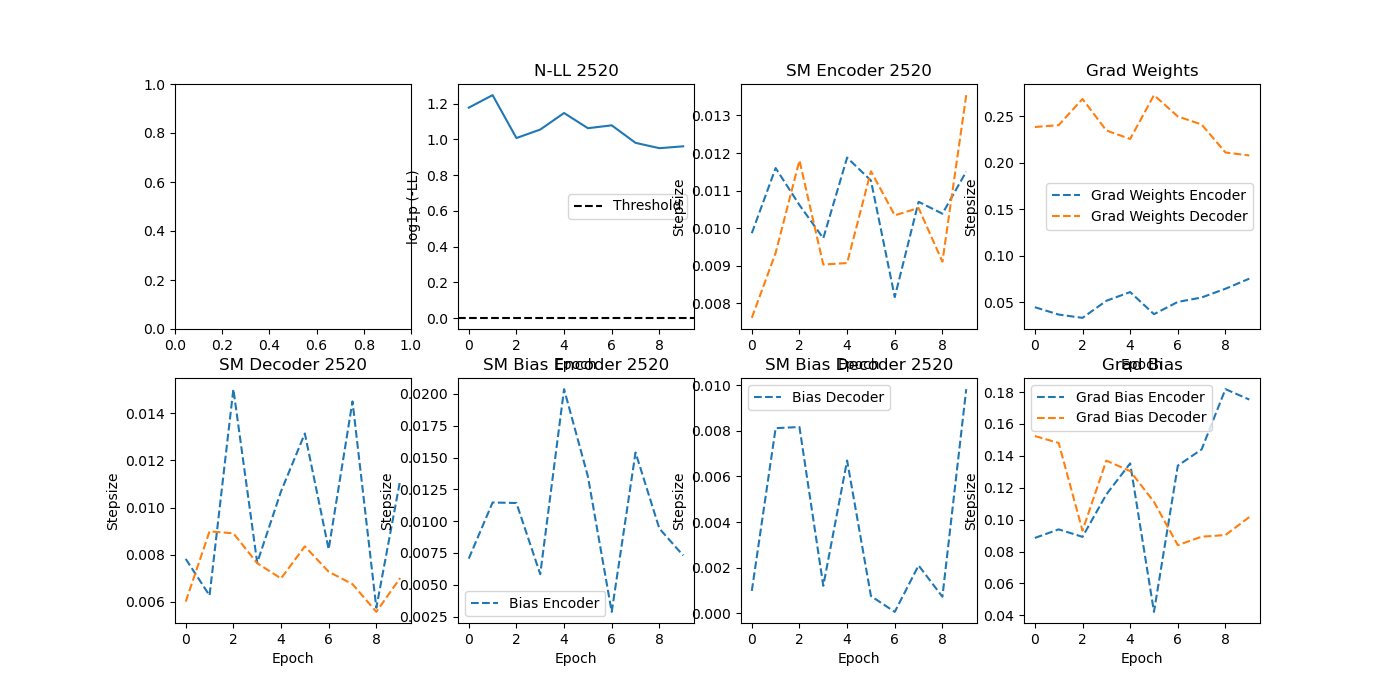 N-LL 2520
SM Encoder 2520
Grad Weights
1.0
0.8
0.6
0.4
0.2
0.0
0.0 0.2 0.4 0.6 0.8 1.0
log1p (-LL)
1.2
1.0
0.8
0.6
0.4
0.2
0.0
Threshold
0 2 4 6 8
Epoch
Stepsize
0.013
0.012
0.011
0.010
0.009
0.008
0 2 4 6 8
Epoch
Stepsize
0.25
0.20
0.15
0.05
Grad Weights Encoder
Grad Weights Decoder
0 2 4 6 8
Epoch
SM Decoder 2520
SM Bias Encoder 2520
SM Bias Decoder 2520
Grad Bias
Stepsize
0.014
0.012
0.010
0.008
0.006
0 2 4 6 8
Epoch
Stepsize
0.0200
0.0175
0.0150
0.0125
0.0100
0.0075
0.0050
0.0025
Bias Encoder
0 2 4 6 8
Epoch
Stepsize
0.010
0.008
0.006
0.004
0.002
0.000
Bias Decoder
0 2 4 6 8
Epoch
Stepsize
0.18
0.16
0.14
0.12
0.10
0.08
0.06
0.04
Grad Bias Encoder
Grad Bias Decoder
0 2 4 6 8
Epoch